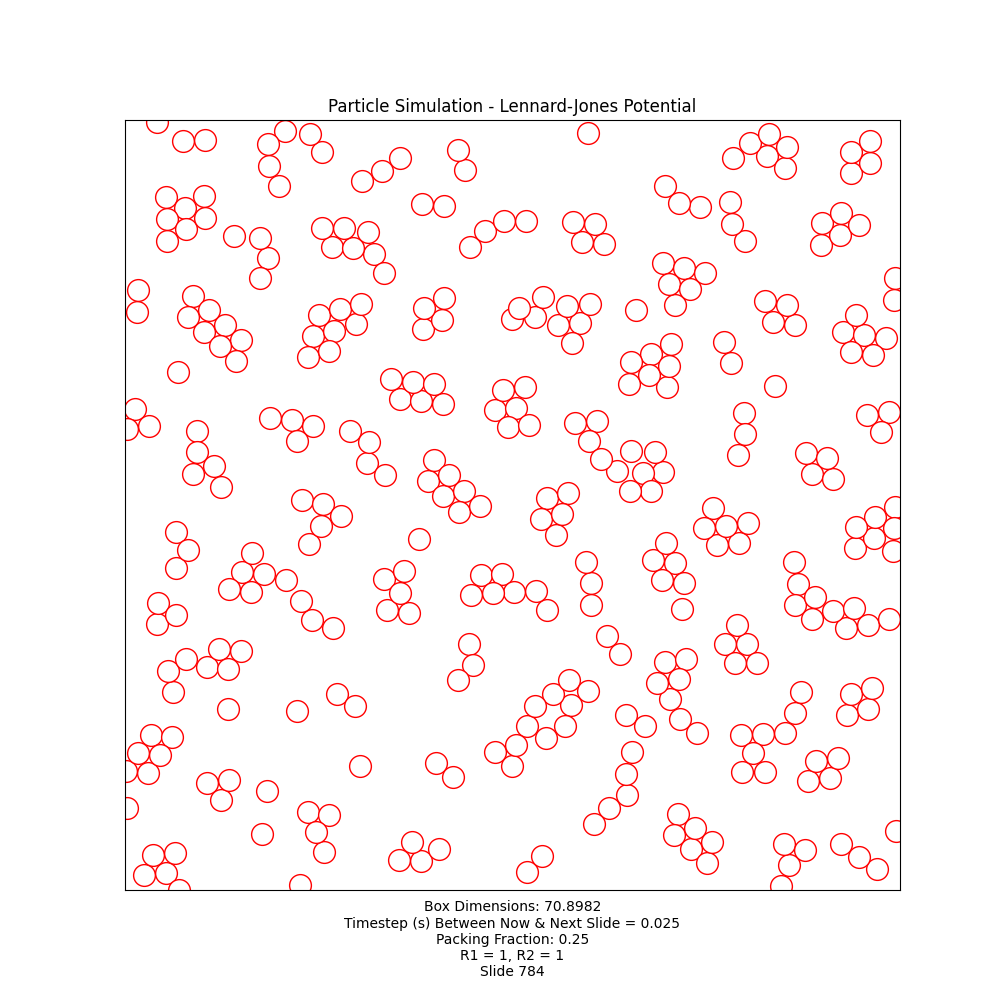 Particle Simulation - Lennard-Jones Potential
Box Dimensions: 70.8982
Timestep (s) Between Now & Next Slide = 0.025
Packing Fraction: 0.25
R1 = 1, R2 = 1
Slide 784